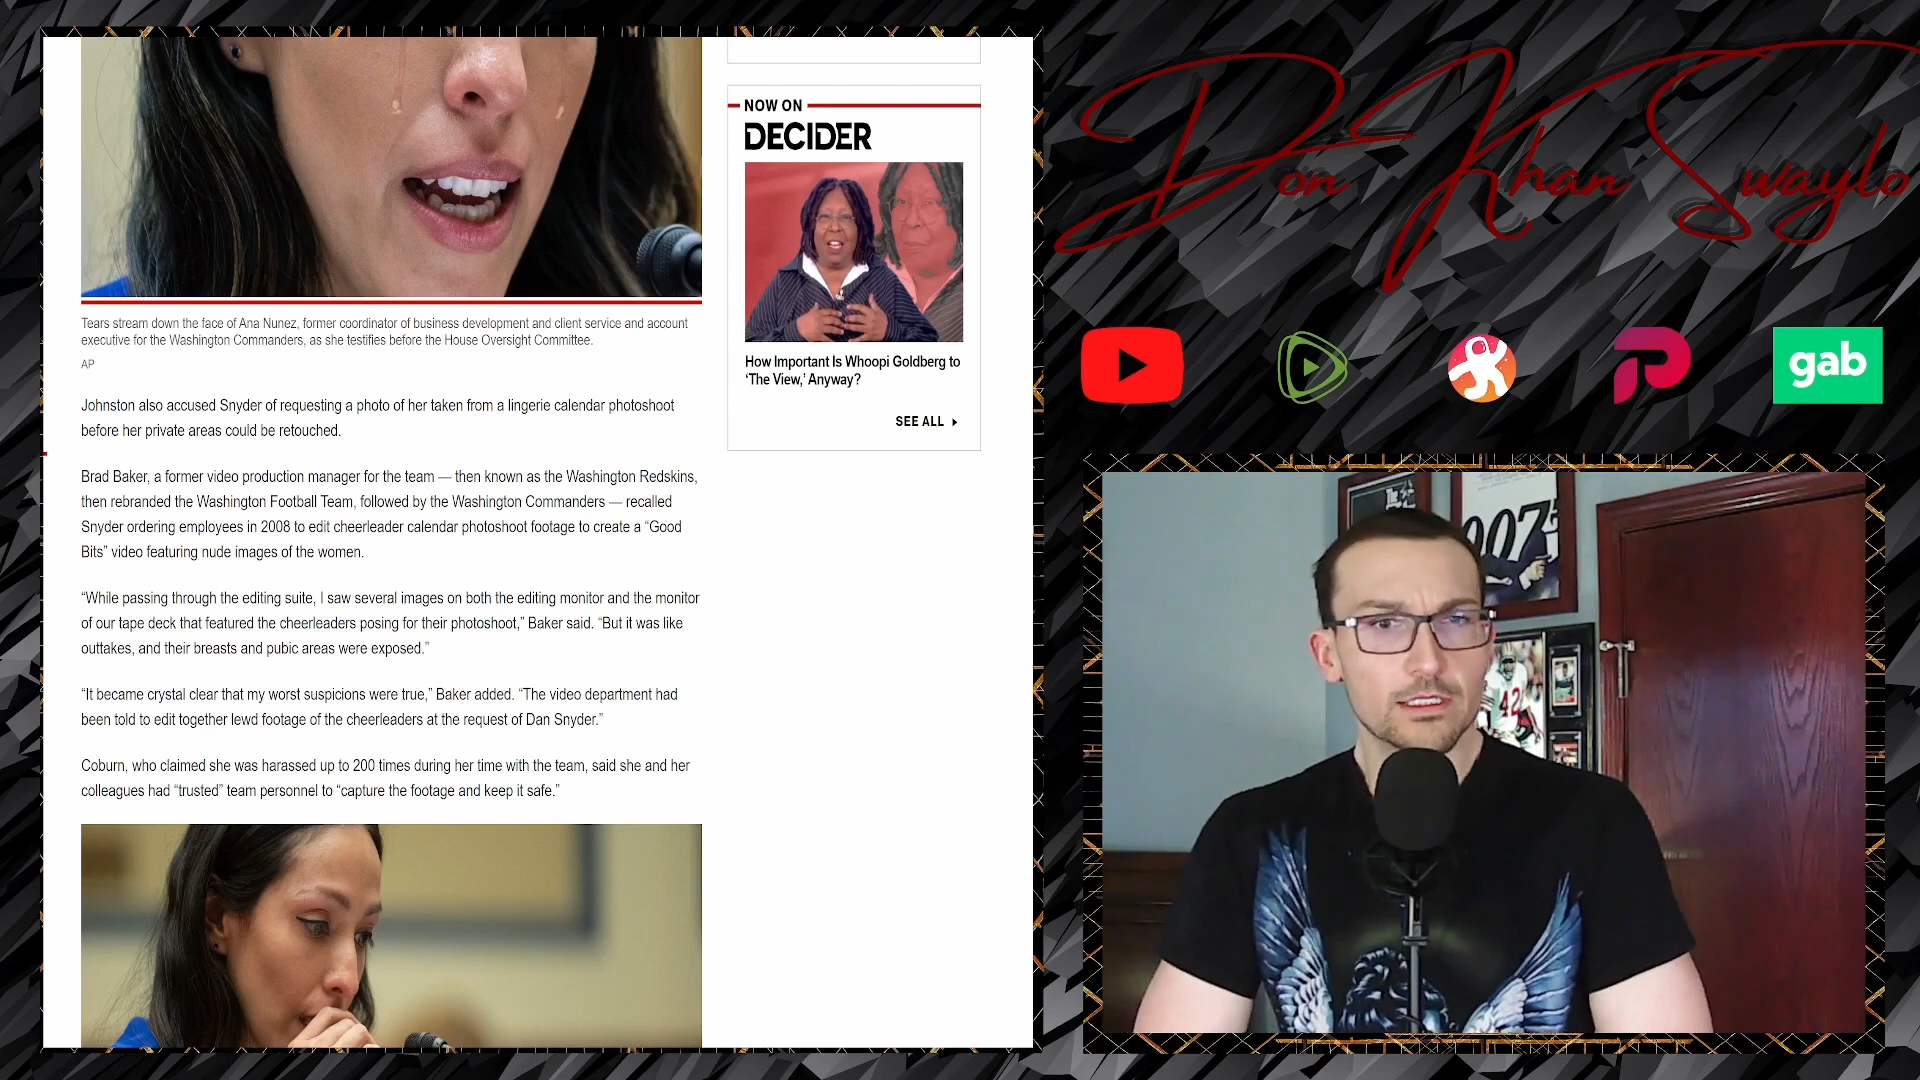 NOW ON
DECIDER
How Important Is Whoopi Goldberg to
‘The View,’ Anyway?
SEE ALL
Tears stream down the face of Ana Nunez, former coordinator of business development and client service and account
executive for the Washington Commanders, as she testifies before the House Oversight Committee.
AP
Johnston also accused Snyder of requesting a photo of her taken from a lingerie calendar photoshoot
before her private areas could be retouched.
Brad Baker, a former video production manager for the team — then known as the Washington Redskins,
then rebranded the Washington Football Team, followed by the Washington Commanders — recalled
Snyder ordering employees in 2008 to edit cheerleader calendar photoshoot footage to create a “Good
Bits” video featuring nude images of the women.
“While passing through the editing suite, I saw several images on both the editing monitor and the monitor
of our tape deck that featured the cheerleaders posing for their photoshoot,” Baker said. “But it was like
outtakes, and their breasts and pubic areas were exposed.”
“It became crystal clear that my worst suspicions were true,” Baker added. “The video department had
been told to edit together lewd footage of the cheerleaders at the request of Dan Snyder.”
Coburn, who claimed she was harassed up to 200 times during her time with the team, said she and her
colleagues had “trusted” team personnel to “capture the footage and keep it safe.”
Don Khan Swaylo
gab
007
42